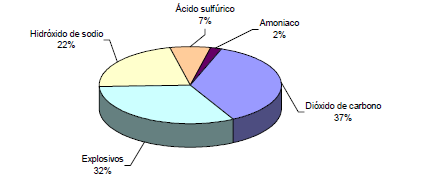 Ácido sulfúrico
7%
Amoniaco
2%
Hidróxido de sodio
22%
Dióxido de carbono
37%
Explosivos
32%